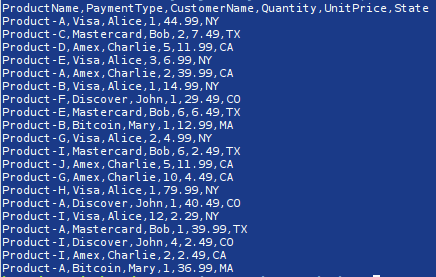 ProductName,PaymentType,CustomerName,Quantity,UnitPrice,State
Product-A,Visa,Alice,1,44.99,NY
Product-C,Mastercard,Bob,2,7.49,TX
Product-D,Amex,Charlie,5,11.99,CA
Product-E,Visa,Alice,3,6.99,NY
Product-A,Amex,Charlie,2,39.99,CA
Product-B,Visa,Alice,1,14.99,NY
Product-F,Discover,John,1,29.49,CO
Product-E,Mastercard,Bob,6,6.49,TX
Product-B,Bitcoin,Mary,1,12.99,MA
Product-G,Visa,Alice,2,4.99,NY
Product-I,Mastercard,Bob,6,2.49,TX
Product-J,Amex,Charlie,5,11.99,CA
Product-G,Amex,Charlie,10,4.49,CA
Product-H,Visa,Alice,1,79.99,NY
Product-A,Discover,John,1,40.49,CO
Product-I,Visa,Alice,12,2.29,NY
Product-A,Mastercard,Bob,1,39.99,TX
Product-I,Discover,John,4,2.49,CO
Product-I,Amex,Charlie,2,2.49,CA
Product-A,Bitcoin,Mary,1,36.99,MA